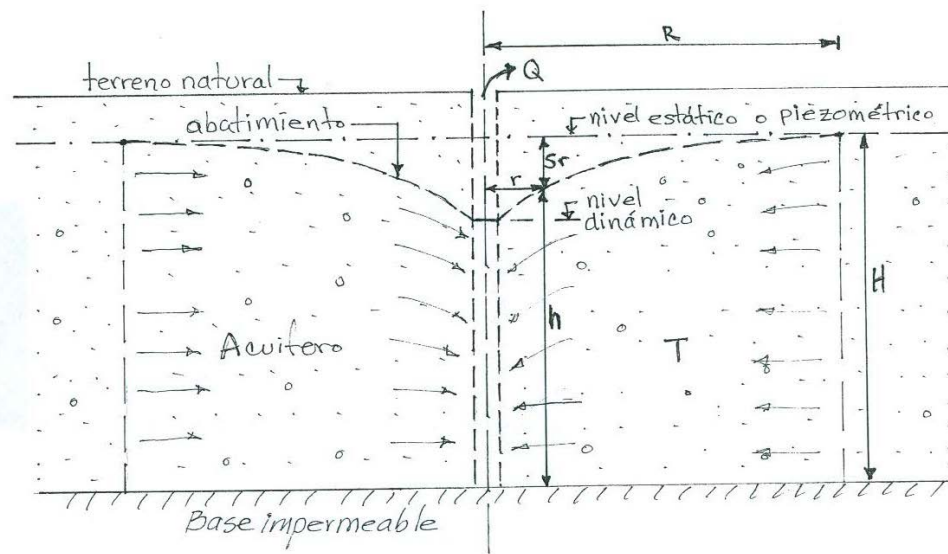 R
Q
terreno natural
abatimiento
nivel estático o piezométrico
Sr
r
nivel
dinámico
H
h
Acuifero
T
Base impermeable